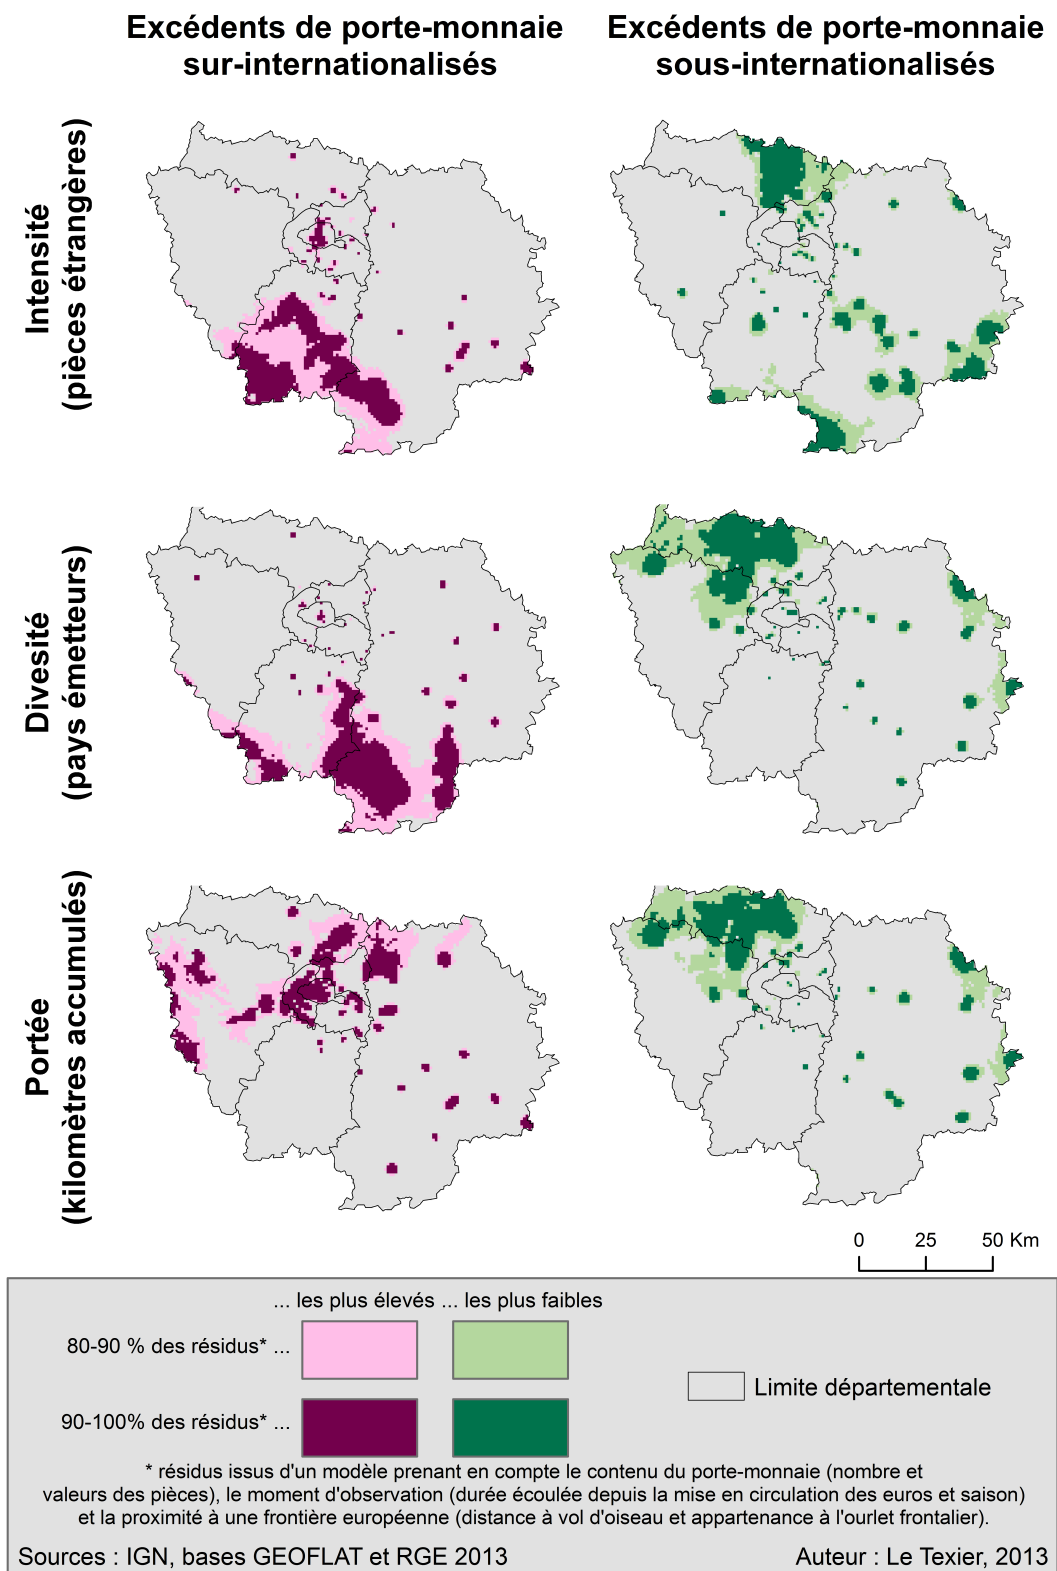 Excédents de porte-monnaie
sur-internationalisés
Excédents de porte-monnaie
sous-internationalisés
Intensité
(pièces étrangères)
Divesité
(pays émetteurs)
Portée
(kilomètres accumulés)
0 25 50 Km
... les plus élevés ... les plus faibles
80-90 % des résidus* ...
90-100% des résidus* ...
Limite départementale
* résidus issus d'un modèle prenant en compte le contenu du porte-monnaie (nombre et
valeurs des pièces), le moment d'observation (durée écoulée depuis la mise en circulation des euros et saison)
et la proximité à une frontière européenne (distance à vol d'oiseau et appartenance à l'ourlet frontalier).
Sources : IGN, bases GEOFLAT et RGE 2013
Auteur : Le Texier, 2013